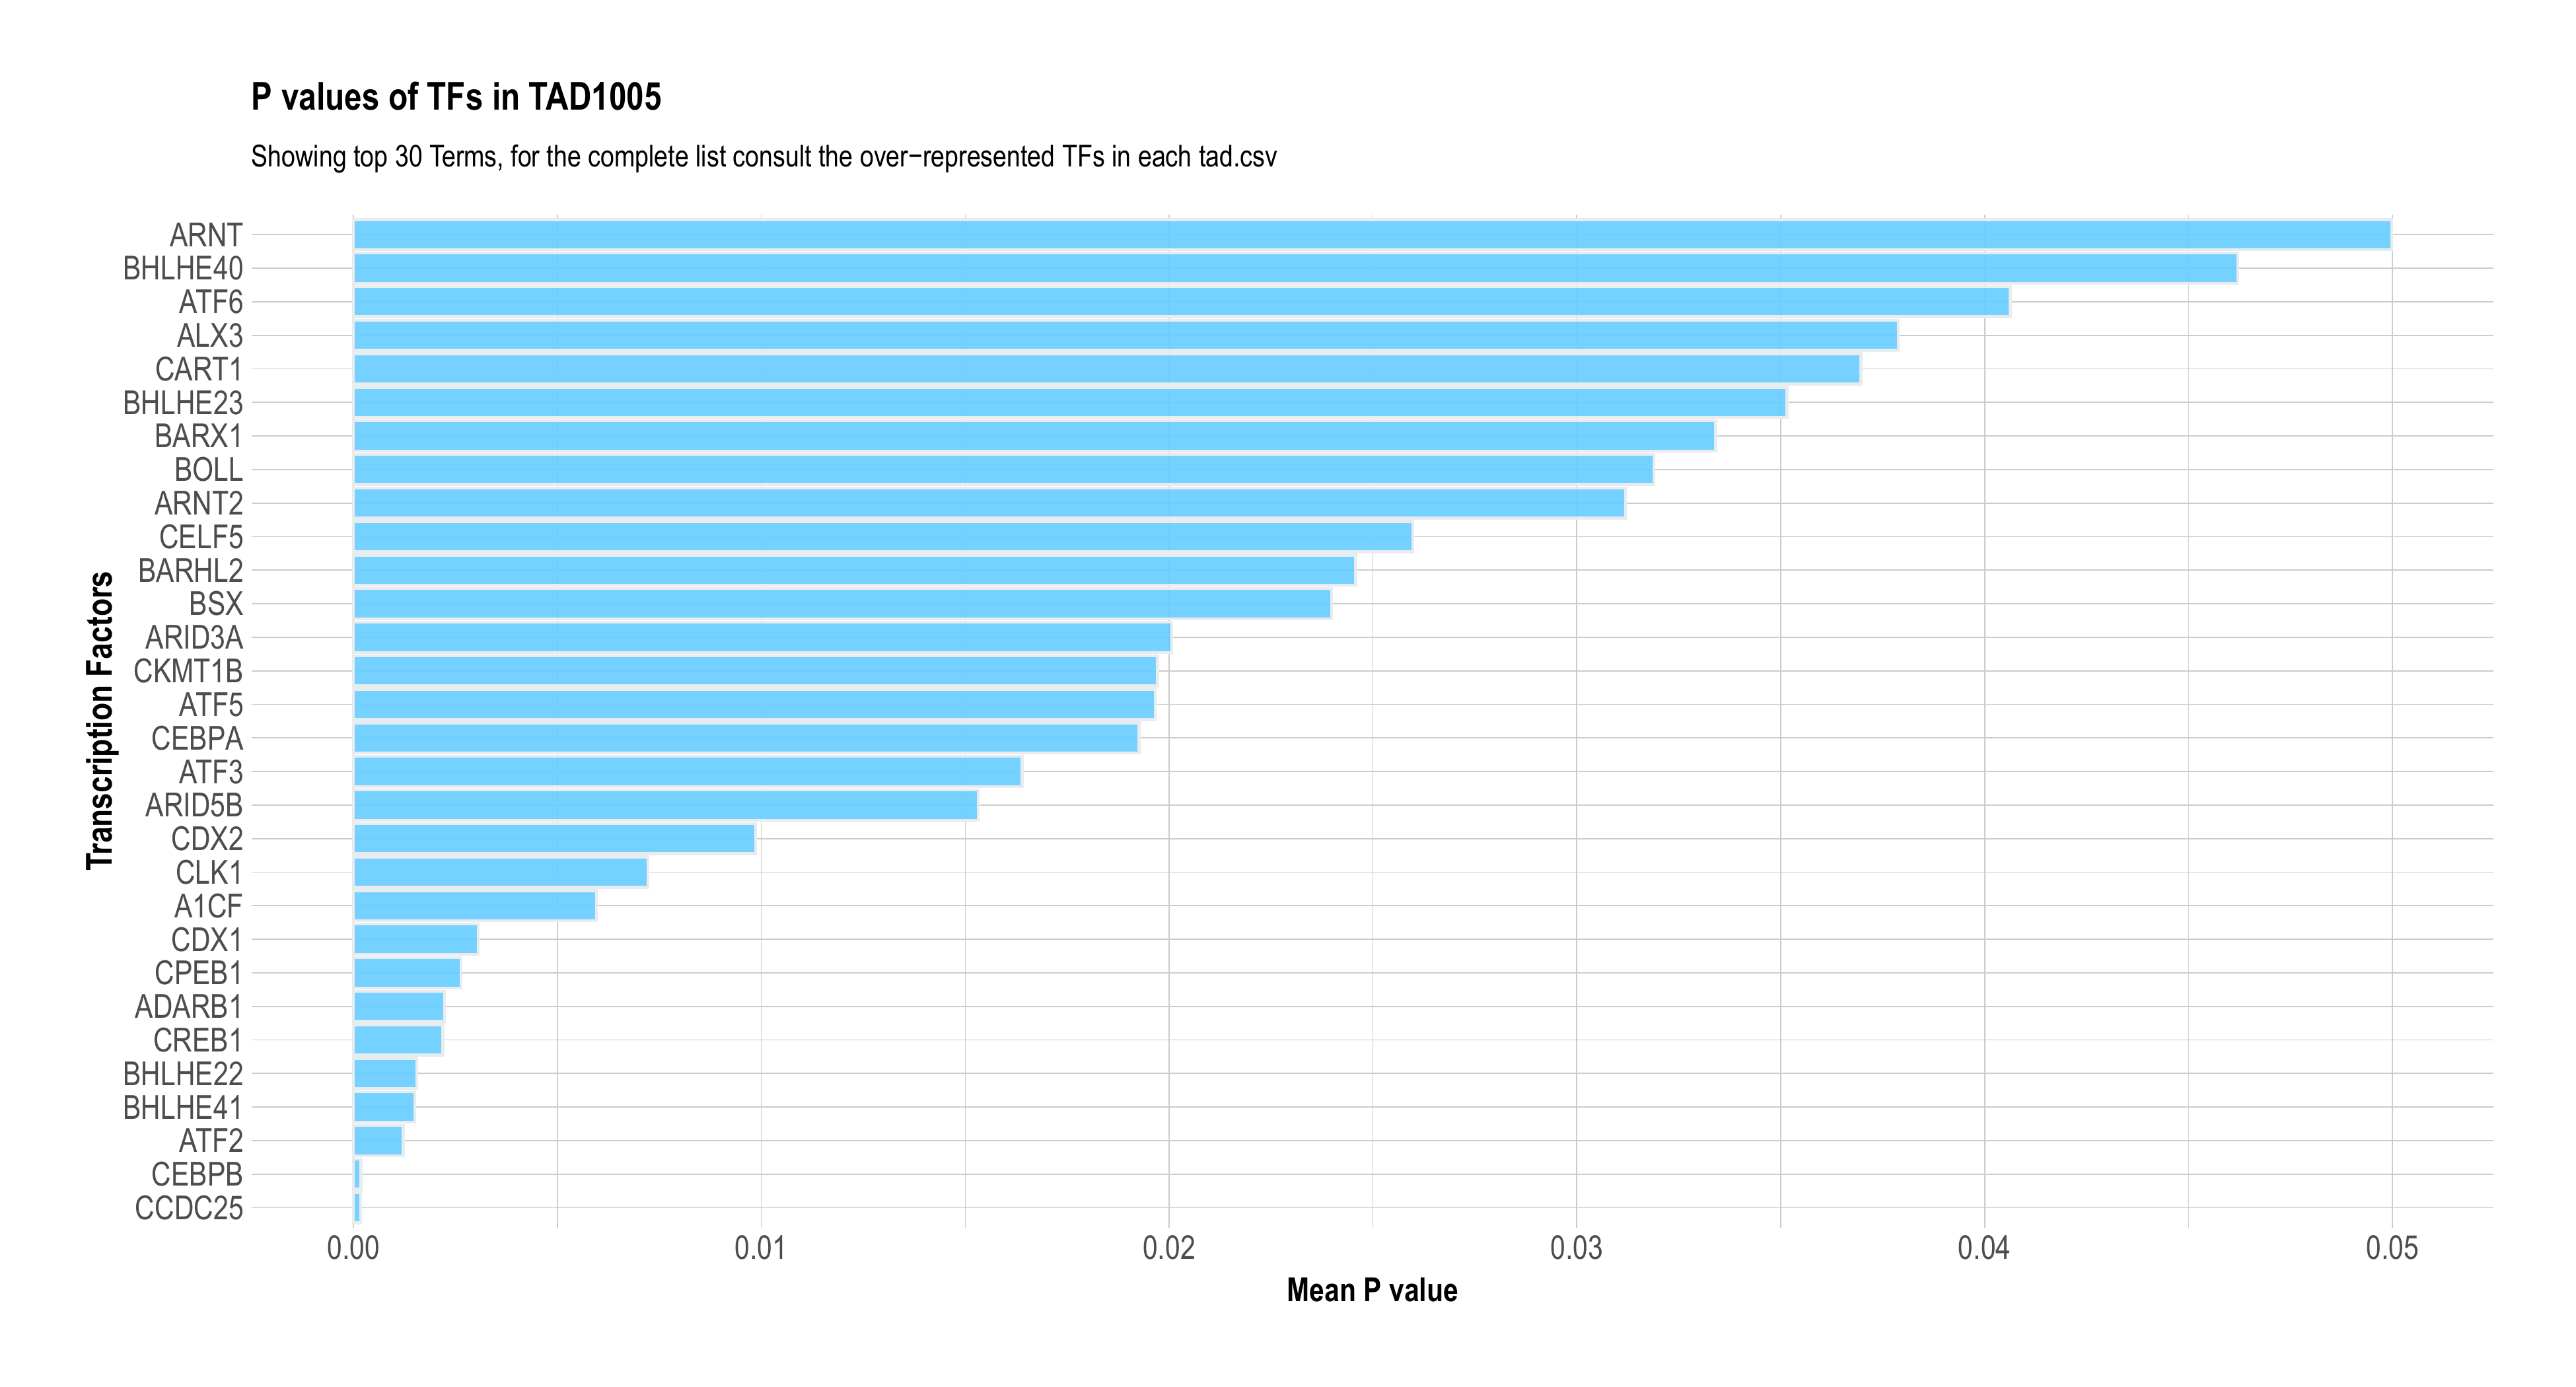 P values of TFs in TAD1005
Showing top 30 Terms, for the complete list consult the over−represented TFs in each tad.csv
Transcription Factors
ARNT
BHLHE40
ATF6
ALX3
CART1
BHLHE23
BARX1
BOLL
ARNT2
CELF5
BARHL2
BSX
ARID3A
CKMT1B
ATF5
CEBPA
ATF3
ARID5B
CDX2
CLK1
A1CF
CDX1
CPEB1
ADARB1
CREB1
BHLHE22
BHLHE41
ATF2
CEBPB
CCDC25
0.00 0.01 0.02 0.03 0.04 0.05
Mean P value